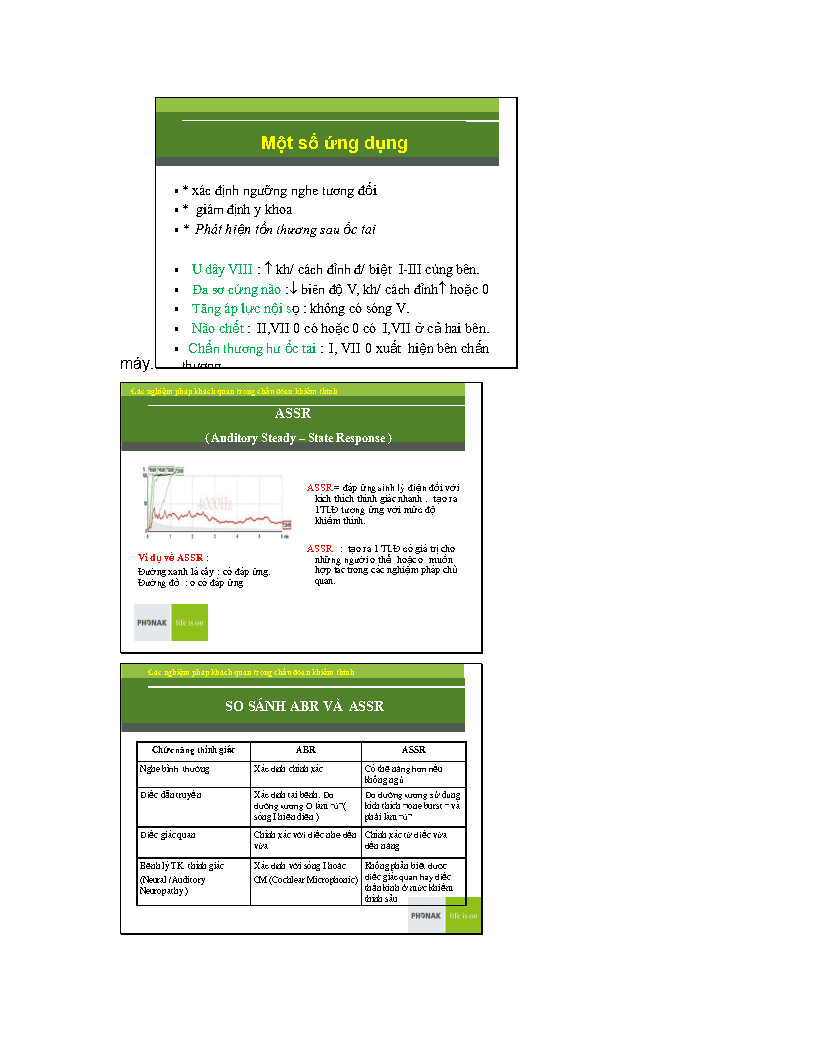 Một số ứng dụng
▪ * xác định ngưỡng nghe tương đối
▪ * giám định y khoa
▪ * Phát hiện tổn thương sau ốc tai
▪ U dây VIII : ↑ kh/ cách đỉnh đ/ biệt I-III cùng bên.
▪ Đa sơ cứng não :↓ biên độ V, kh/ cách đỉnh↑ hoặc 0
▪ Tăng áp lực nội sọ : không có sóng V.
▪ Não chết : II,VII 0 có hoặc 0 có I,VII ở cả hai bên.
▪ Chấn thương hư ốc tai : I, VII 0 xuất hiện bên chấn
thương
máy.
Các nghiệm pháp khách quan trong chẩn đóan khiếm thính
ASSR
( Auditory Steady – State Response )
4000Hz
ASSR= đáp ứng sinh lý điện đối với
kích thích thính giác nhanh . tạo ra
1TLĐ tương ứng với mức độ
khiếm thính.
ASSR : tạo ra 1 TLĐ có giá trị cho
những người o thể hoặc o muốn
hợp tác trong các nghiệm pháp chủ
quan.
Ví dụ về ASSR :
Đường xanh lá cây : có đáp ứng.
Đường đỏ : o có đáp ứng
PHONAK life is on
Các nghiệm pháp khách quan trong chẩn đóan khiếm thính
SO SÁNH ABR VÀ ASSR
Chức năng thính giác ABR ASSR
Nghe bình thường Xác định chính xác Có thể nặng hơn nếu
không ngủ
Điếc dẫn truyền Xác định tai bệnh. Đo
đường xương O làm "ù"(
sóng I hiện diện )
Đo đường xương sử dụng
kích thích "tone burst " và
phải làm "ù"
Điếc giác quan Chính xác với điếc nhẹ đến
vừa
Chính xác từ điếc vừa
đến nặng
Bệnh lý TK. thính giác
(Neural /Auditory
Neuropathy )
Xác định với sóng I hoặc
CM (Cochlear Microphonic)
Không phân biệt được
điếc giác quan hay điếc
thần kinh ở mức khiếm
thính sâu
PHONAK life is on